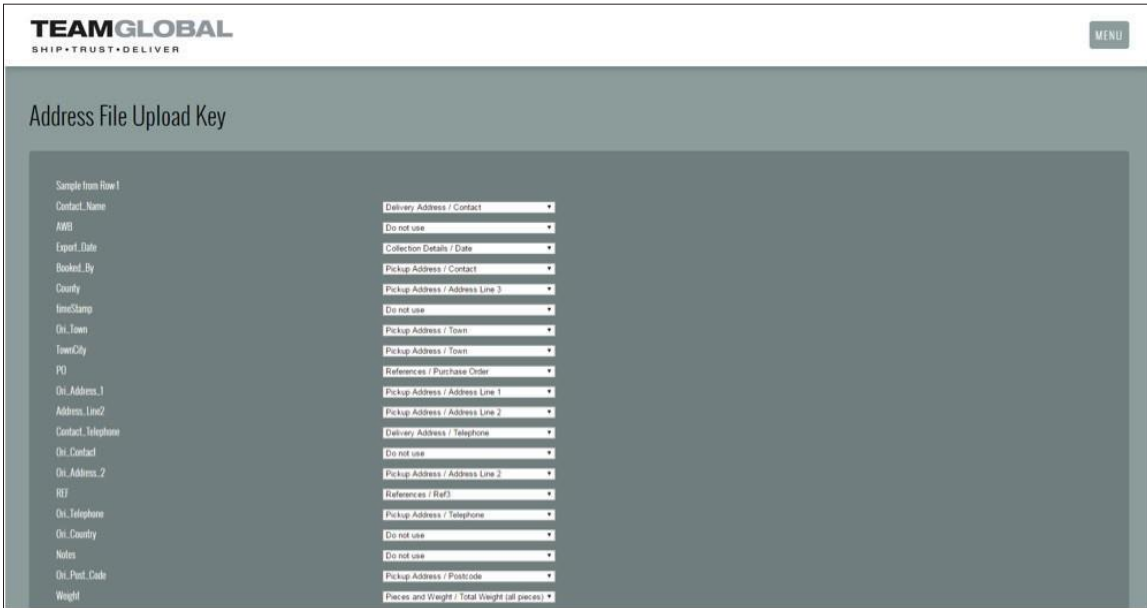 TEAMGLOBAL
SHIP•TRUST•DELIVER
MENU
Address File Upload Key
Sample from Row 1
Contact_Name Delivery Address / Contact
AWB Do not use
Export_Date Collection Details / Date
Booked_By Pickup Address / Contact
County Pickup Address / Address Line 3
timeStamp Do not use
Ori_Town Pickup Address / Town
TownCity Pickup Address / Town
PO References / Purchase Order
Ori_Address_1 Pickup Address / Address Line 1
Address_Line2 Pickup Address / Address Line 2
Contact_Telephone Delivery Address / Telephone
Ori_Contact Do not use
Ori_Address_2 Pickup Address / Address Line 2
REF References / Ref3
Ori_Telephone Pickup Address / Telephone
Ori_Country Do not use
Notes Do not use
Ori_Post_Code Pickup Address / Postcode
Weight Pieces and Weight / Total Weight (all pieces)